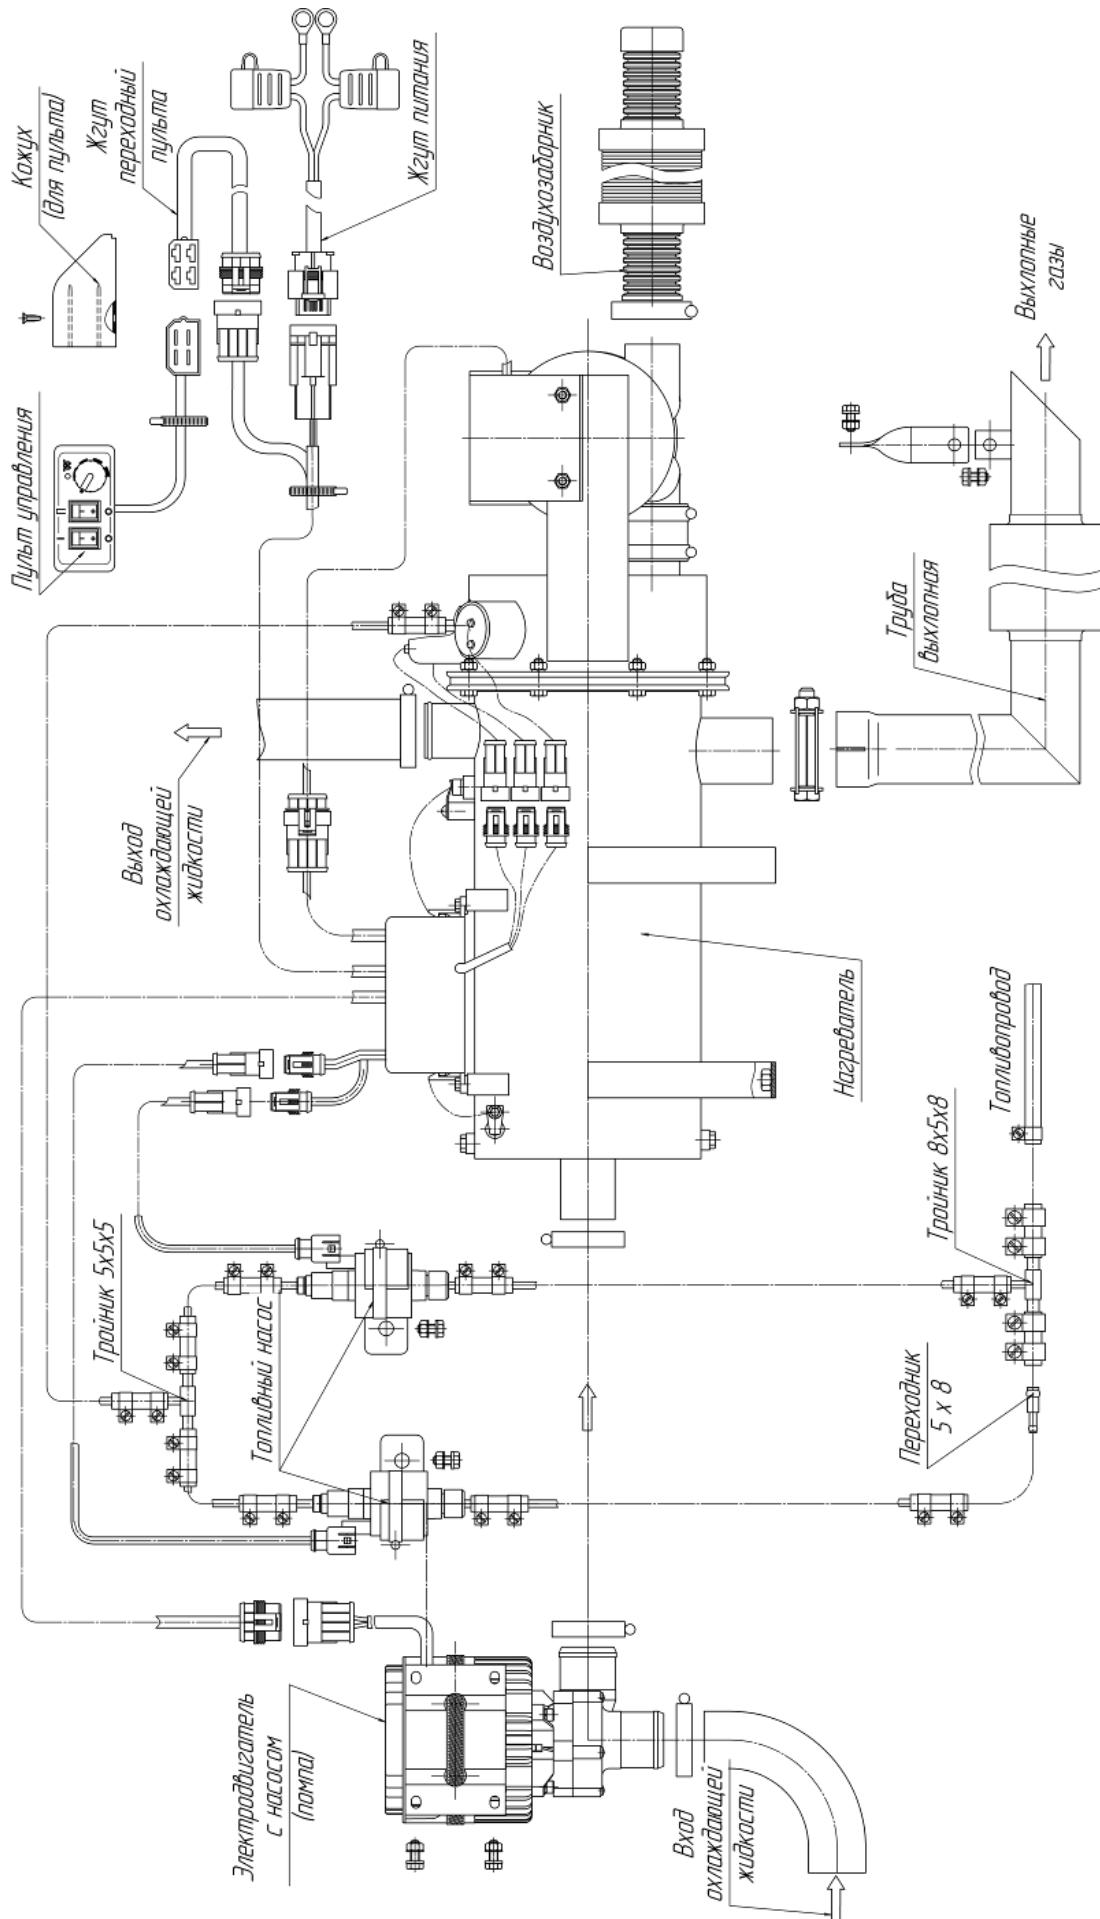 Кожух
(для пульта)
Жгут
переходный
пульта
Жгут питания
Пульт управления
I
II
Воздухозаборник
Выхлопные
газы
Труба
выхлопная
Выход
охлаждающей
жидкости
Нагреватель
Топливопровод
Тройник 8х5х8
Переходник
5 х 8
Тройник 5х5х5
Топливный насос
Электродвигатель
с насосом
(помпа)
Вход
охлаждающей
жидкости